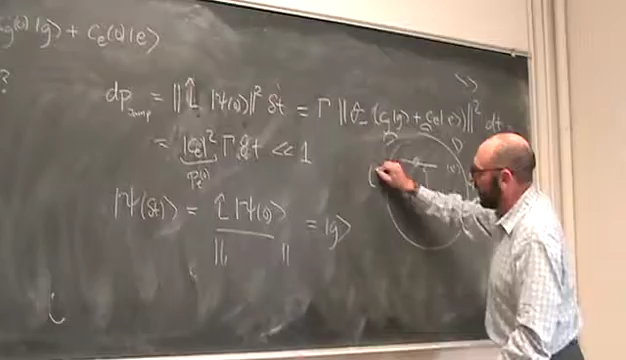 c_g(0)|g⟩ + c_e(0)|e⟩
?
dp_jump = ||L̂ |ψ(0)⟩||² δt = Γ ||σ̂_- (c_g|g⟩ + c_e|e⟩)||² dt
= |c_e|² Γ δt << 1
p_e(0)
|ψ(δt)⟩ = L̂ |ψ(0)⟩ / || || = |g⟩